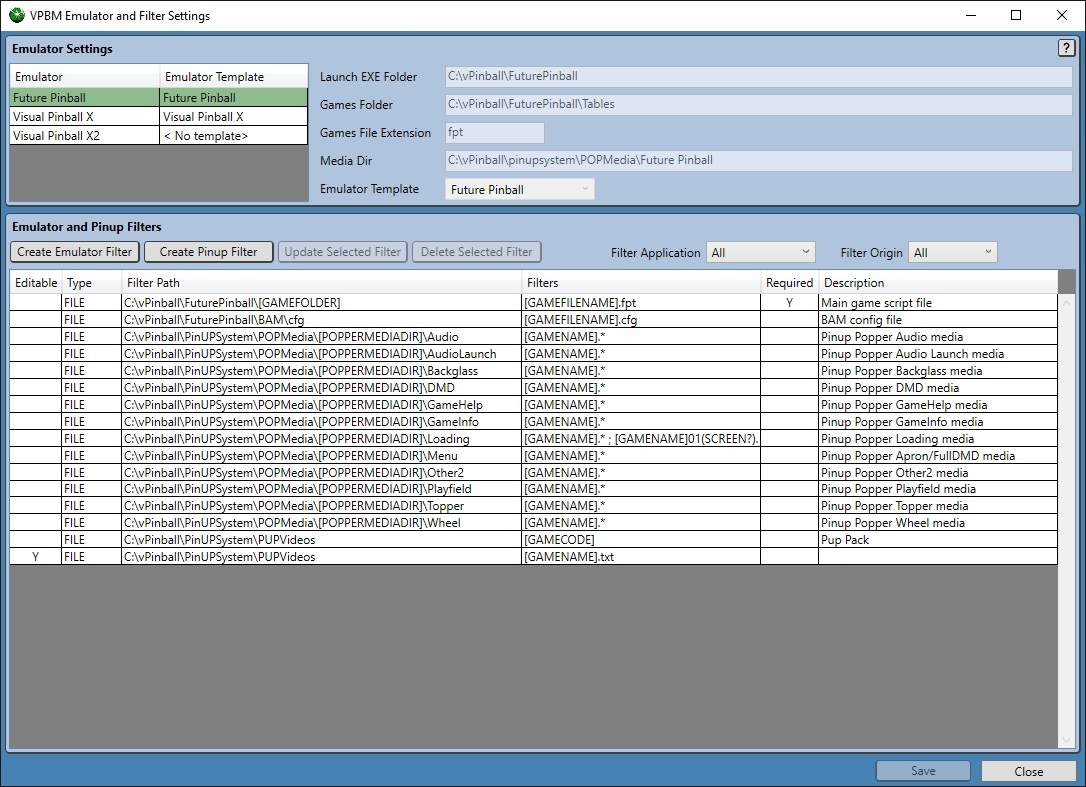 VPBM Emulator and Filter Settings
Emulator Settings
?
Emulator Emulator Template
Future Pinball Future Pinball
Visual Pinball X Visual Pinball X
Visual Pinball X2 < No template>
Launch EXE Folder C:\vPinball\FuturePinball
Games Folder C:\vPinball\FuturePinball\Tables
Games File Extension fpt
Media Dir C:\vPinball\pinupsystem\POPMedia\Future Pinball
Emulator Template Future Pinball
Emulator and Pinup Filters
Create Emulator Filter Create Pinup Filter Update Selected Filter Delete Selected Filter Filter Application All Filter Origin All
Editable Type Filter Path Filters Required Description
FILE C:\vPinball\FuturePinball\[GAMEFOLDER] [GAMEFILENAME].fpt Y Main game script file
FILE C:\vPinball\FuturePinball\BAM\cfg [GAMEFILENAME].cfg BAM config file
FILE C:\vPinball\PinUPSystem\POPMedia\[POPPERMEDIADIR]\Audio [GAMENAME].* Pinup Popper Audio media
FILE C:\vPinball\PinUPSystem\POPMedia\[POPPERMEDIADIR]\AudioLaunch [GAMENAME].* Pinup Popper Audio Launch media
FILE C:\vPinball\PinUPSystem\POPMedia\[POPPERMEDIADIR]\Backglass [GAMENAME].* Pinup Popper Backglass media
FILE C:\vPinball\PinUPSystem\POPMedia\[POPPERMEDIADIR]\DMD [GAMENAME].* Pinup Popper DMD media
FILE C:\vPinball\PinUPSystem\POPMedia\[POPPERMEDIADIR]\GameHelp [GAMENAME].* Pinup Popper GameHelp media
FILE C:\vPinball\PinUPSystem\POPMedia\[POPPERMEDIADIR]\GameInfo [GAMENAME].* Pinup Popper GameInfo media
FILE C:\vPinball\PinUPSystem\POPMedia\[POPPERMEDIADIR]\Loading [GAMENAME].* ; [GAMENAME]01(SCREEN?). Pinup Popper Loading media
FILE C:\vPinball\PinUPSystem\POPMedia\[POPPERMEDIADIR]\Menu [GAMENAME].* Pinup Popper Apron/FullDMD media
FILE C:\vPinball\PinUPSystem\POPMedia\[POPPERMEDIADIR]\Other2 [GAMENAME].* Pinup Popper Other2 media
FILE C:\vPinball\PinUPSystem\POPMedia\[POPPERMEDIADIR]\Playfield [GAMENAME].* Pinup Popper Playfield media
FILE C:\vPinball\PinUPSystem\POPMedia\[POPPERMEDIADIR]\Topper [GAMENAME].* Pinup Popper Topper media
FILE C:\vPinball\PinUPSystem\POPMedia\[POPPERMEDIADIR]\Wheel [GAMENAME].* Pinup Popper Wheel media
FILE C:\vPinball\PinUPSystem\PUPVideos [GAMECODE] Pup Pack
Y FILE C:\vPinball\PinUPSystem\PUPVideos [GAMENAME].txt
Save Close